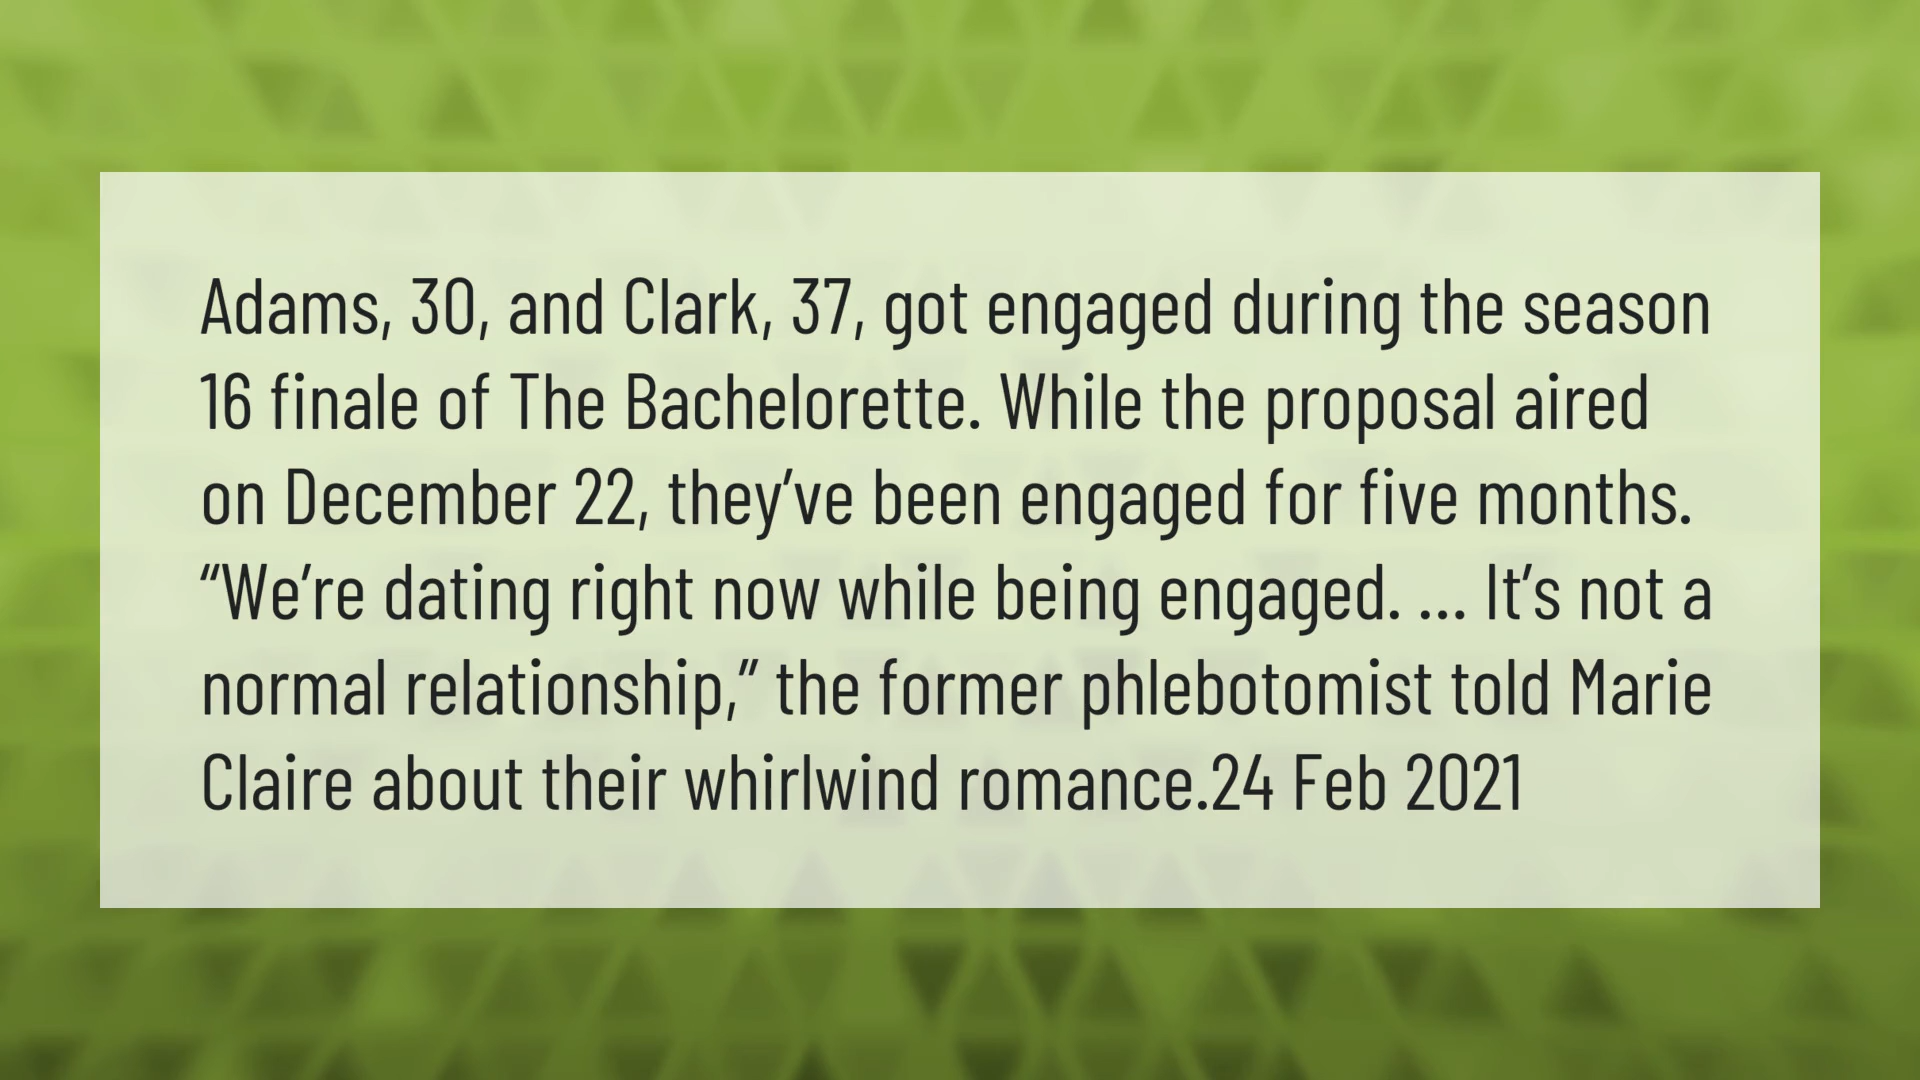 Adams, 30, and Clark, 37, got engaged during the season
16 finale of The Bachelorette. While the proposal aired
on December 22, they’ve been engaged for five months.
“We’re dating right now while being engaged. ... It’s not a
normal relationship,” the former phlebotomist told Marie
Claire about their whirlwind romance.24 Feb 2021